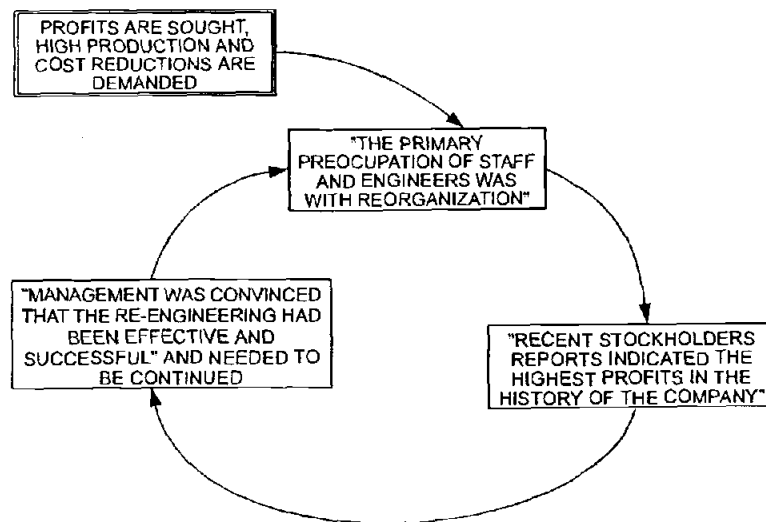 PROFITS ARE SOUGHT,
HIGH PRODUCTION AND
COST REDUCTIONS ARE
DEMANDED
"THE PRIMARY
PREOCUPATION OF STAFF
AND ENGINEERS WAS
WITH REORGANIZATION"
"MANAGEMENT WAS CONVINCED
THAT THE RE-ENGINEERING HAD
BEEN EFFECTIVE AND
SUCCESSFUL" AND NEEDED TO
BE CONTINUED
"RECENT STOCKHOLDERS
REPORTS INDICATED THE
HIGHEST PROFITS IN THE
HISTORY OF THE COMPANY"